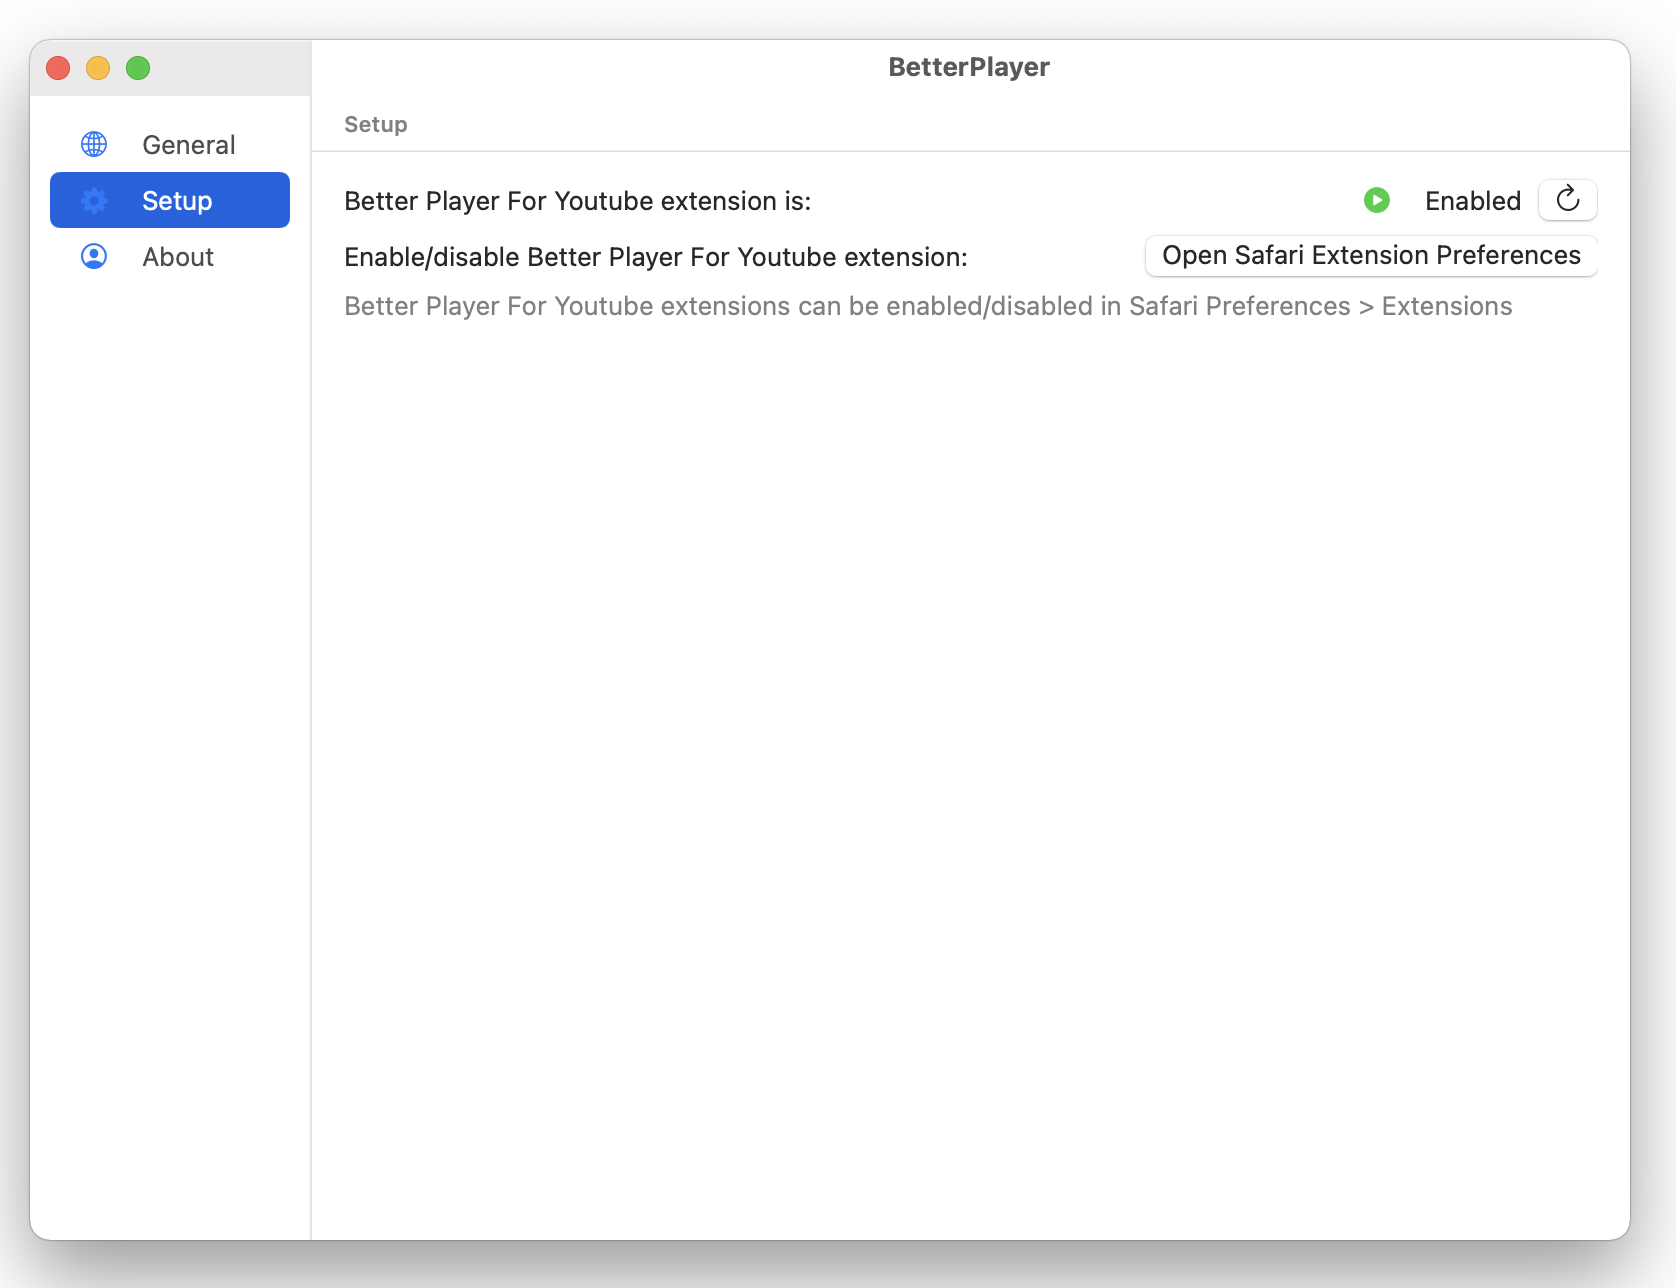 BetterPlayer
General
Setup
About
Setup
Better Player For Youtube extension is:
Enabled
Enable/disable Better Player For Youtube extension:
Open Safari Extension Preferences
Better Player For Youtube extensions can be enabled/disabled in Safari Preferences > Extensions